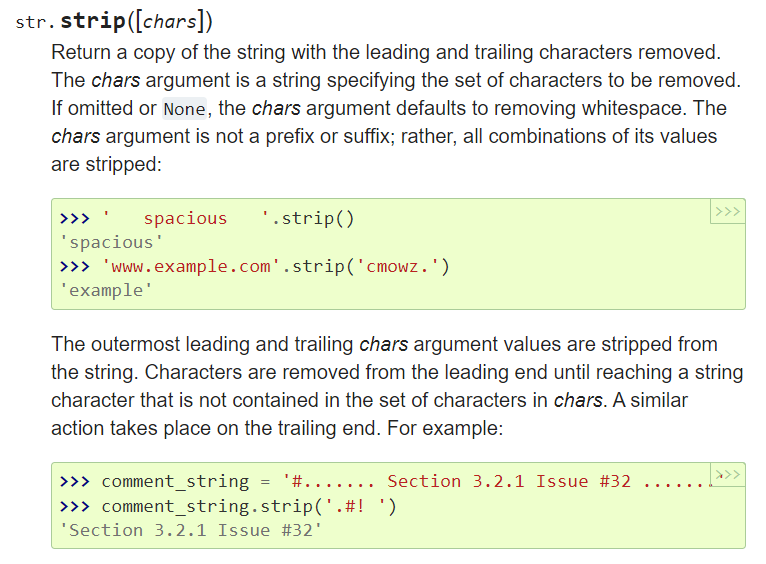 str.strip([chars])
Return a copy of the string with the leading and trailing characters removed.
The chars argument is a string specifying the set of characters to be removed.
If omitted or None, the chars argument defaults to removing whitespace. The
chars argument is not a prefix or suffix; rather, all combinations of its values
are stripped:
>>> '   spacious   '.strip()
>>>
'spacious'
>>> 'www.example.com'.strip('cmowz.')
'example'
The outermost leading and trailing chars argument values are stripped from
the string. Characters are removed from the leading end until reaching a string
character that is not contained in the set of characters in chars. A similar
action takes place on the trailing end. For example:
>>> comment_string = '#....... Section 3.2.1 Issue #32 .......'
>>>
>>> comment_string.strip('.#! ')
'Section 3.2.1 Issue #32'